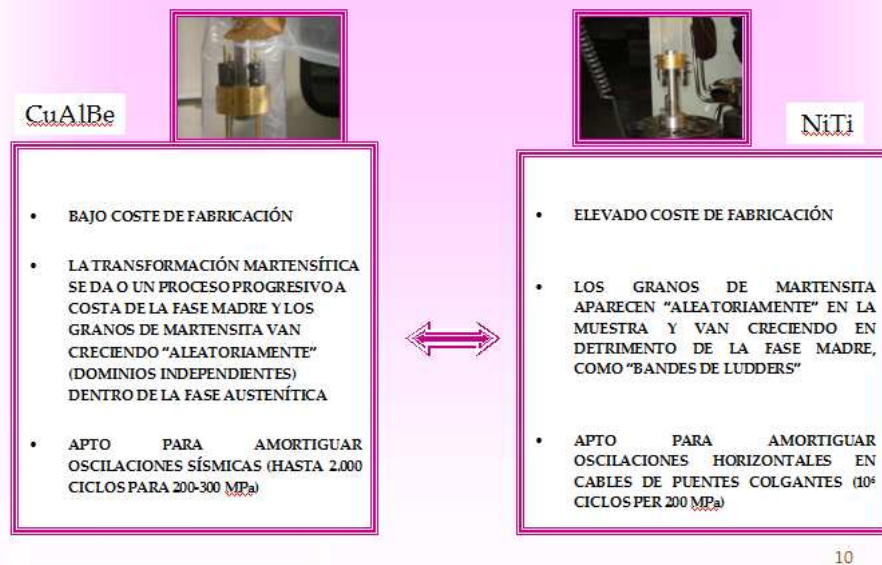 CuAlBe
NiTi
• BAJO COSTE DE FABRICACIÓN
• LA TRANSFORMACIÓN MARTENSÍTICA
SE DA O UN PROCESO PROGRESIVO A
COSTA DE LA FASE MADRE Y LOS
GRANOS DE MARTENSITA VAN
CRECIENDO “ALEATORIAMENTE”
(DOMINIOS INDEPENDIENTES)
DENTRO DE LA FASE AUSTENÍTICA
• APTO PARA AMORTIGUAR
OSCILACIONES SÍSMICAS (HASTA 2.000
CICLOS PARA 200-300 MPa)
• ELEVADO COSTE DE FABRICACIÓN
• LOS GRANOS DE MARTENSITA
APARECEN “ALEATORIAMENTE” EN LA
MUESTRA Y VAN CRECIENDO EN
DETRIMENTO DE LA FASE MADRE,
COMO “BANDES DE LUDDERS”
• APTO PARA AMORTIGUAR
OSCILACIONES HORIZONTALES EN
CABLES DE PUENTES COLGANTES (10⁶
CICLOS PER 200 MPa)
10